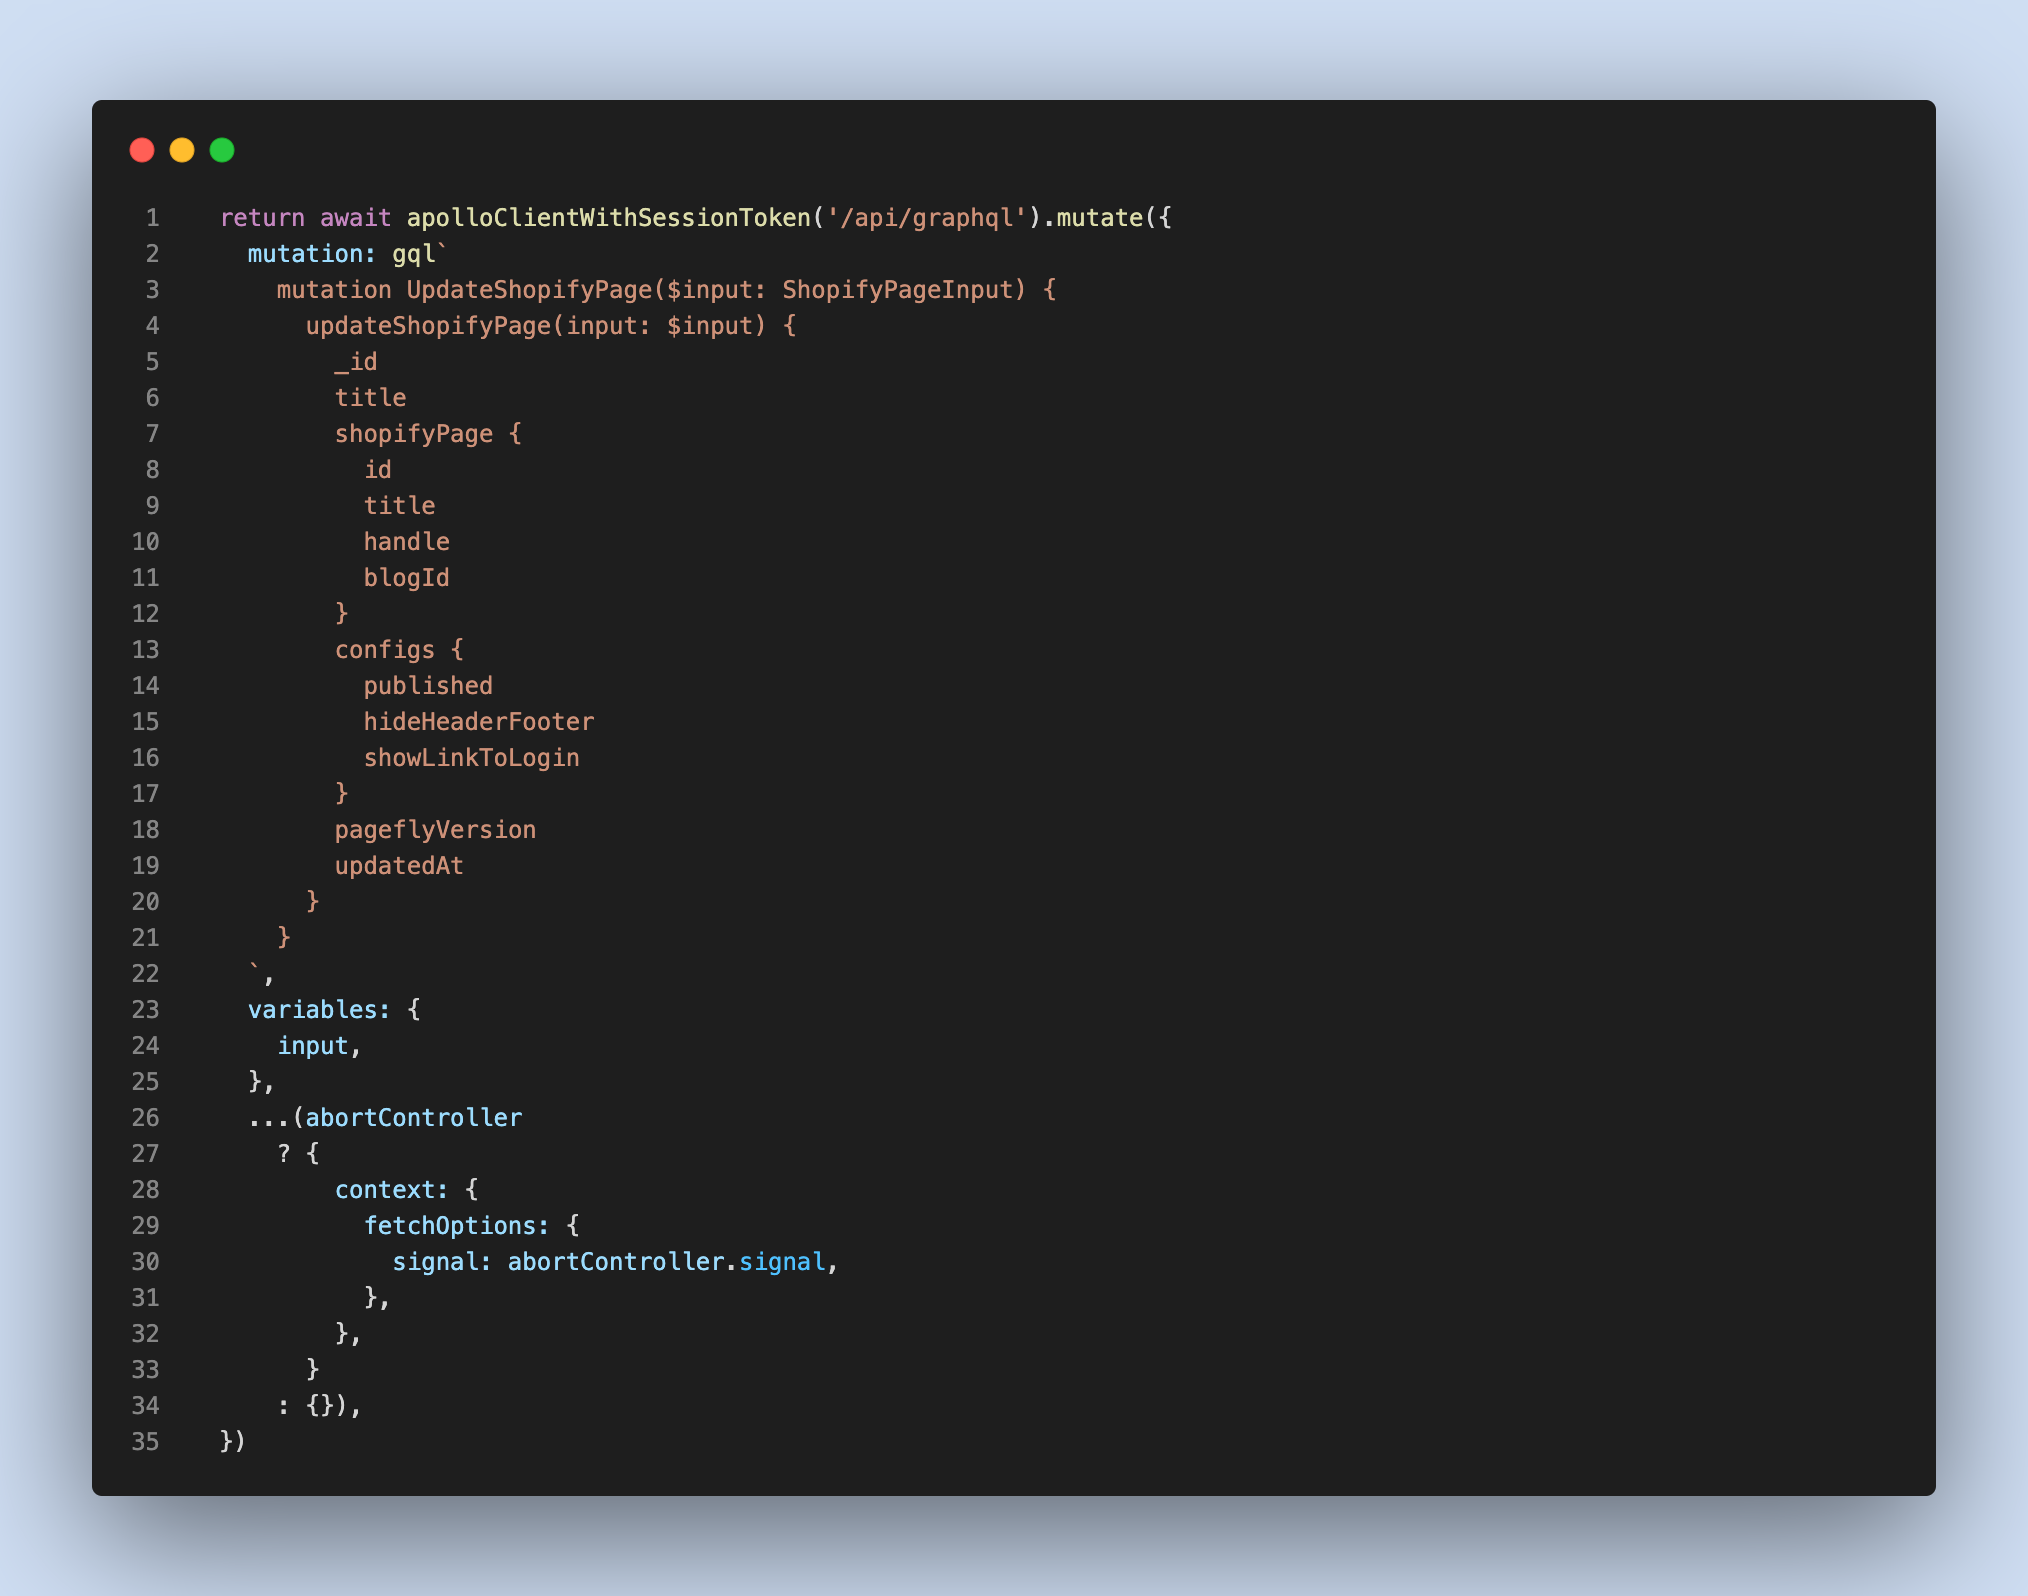 1 return await apolloClientWithSessionToken('/api/graphql').mutate({
2 mutation: gql`
3 mutation UpdateShopifyPage($input: ShopifyPageInput) {
4 updateShopifyPage(input: $input) {
5 _id
6 title
7 shopifyPage {
8 id
9 title
10 handle
11 blogId
12 }
13 configs {
14 published
15 hideHeaderFooter
16 showLinkToLogin
17 }
18 pageflyVersion
19 updatedAt
20 }
21 }
22 `,
23 variables: {
24 input,
25 },
26 ...(abortController
27 ? {
28 context: {
29 fetchOptions: {
30 signal: abortController.signal,
31 },
32 },
33 }
34 : {}),
35 })